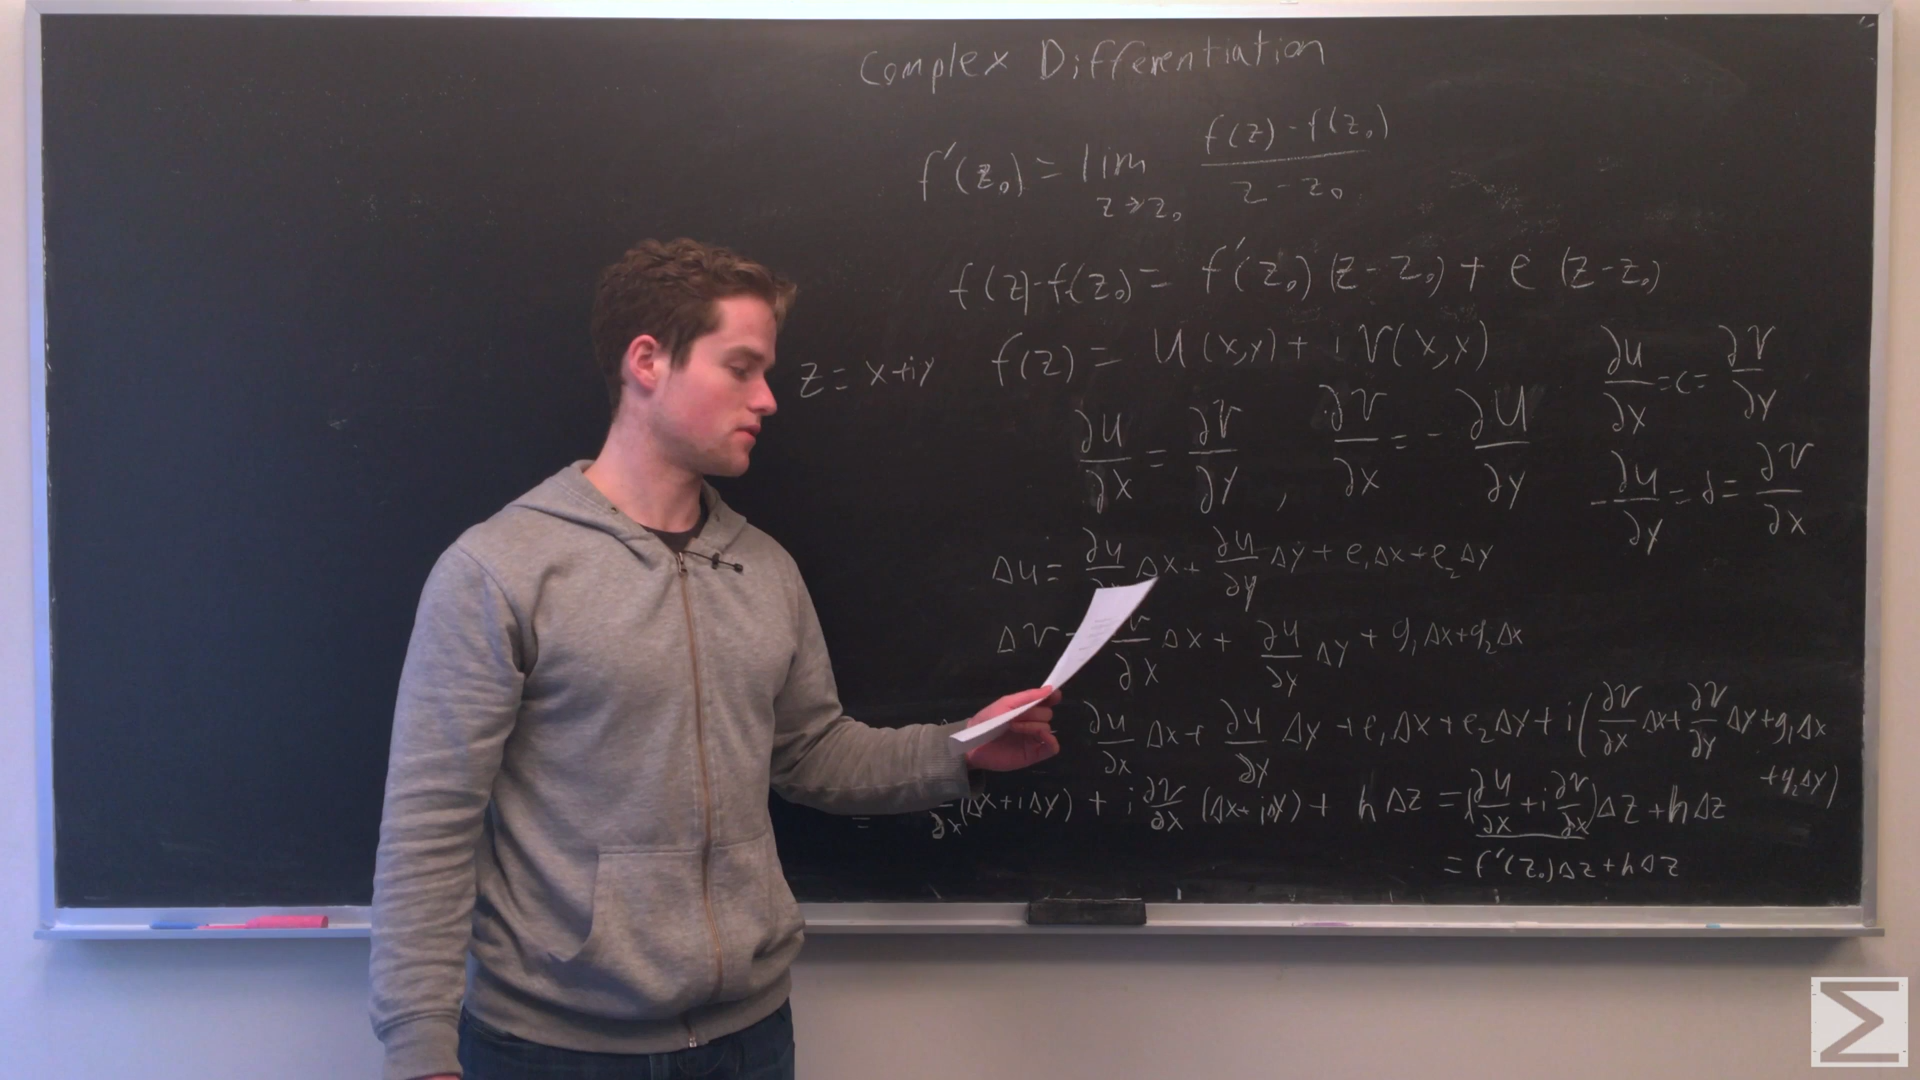 Complex Differentiation
f'(z₀) = lim z→z₀ (f(z) - f(z₀)) / (z - z₀)
f(z) - f(z₀) = f'(z₀)(z - z₀) + e(z - z₀)
z = x+iy f(z) = u(x,y) + i v(x,y)
∂u/∂x = c = ∂v/∂y
∂u/∂x = ∂v/∂y , ∂v/∂x = - ∂u/∂y
-∂u/∂y = d = ∂v/∂x
Δu = ∂u/∂x Δx + ∂u/∂y Δy + e₁Δx + e₂Δy
Δv ∂v/∂x Δx + ∂u/∂y Δy + g₁Δx + g₂Δx
∂u/∂x Δx + ∂u/∂y Δy + e₁Δx + e₂Δy + i(∂v/∂x Δx + ∂v/∂y Δy + g₁Δx
+ g₂Δy)
= ∂x (Δx + iΔy) + i ∂v/∂x (Δx + iΔy) + hΔz = (∂u/∂x + i ∂v/∂x)Δz + hΔz
= f'(z₀)Δz + hΔz
Σ